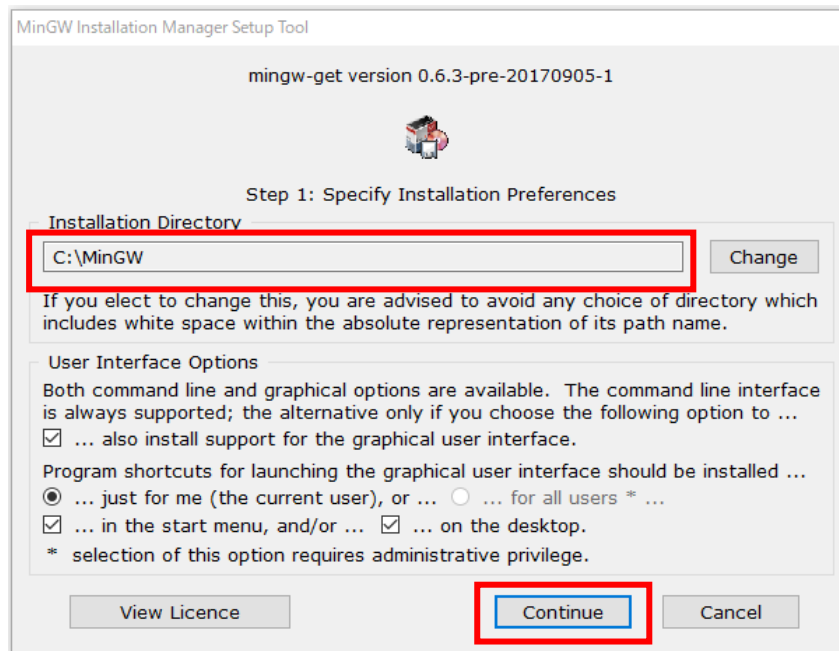 MinGW Installation Manager Setup Tool
mingw-get version 0.6.3-pre-20170905-1
Step 1: Specify Installation Preferences
Installation Directory
C:\MinGW
Change
If you elect to change this, you are advised to avoid any choice of directory which
includes white space within the absolute representation of its path name.
User Interface Options
Both command line and graphical options are available. The command line interface
is always supported; the alternative only if you choose the following option to ...
... also install support for the graphical user interface.
Program shortcuts for launching the graphical user interface should be installed ...
... just for me (the current user), or ... ... for all users * ...
... in the start menu, and/or ... ... on the desktop.
* selection of this option requires administrative privilege.
View Licence Continue Cancel